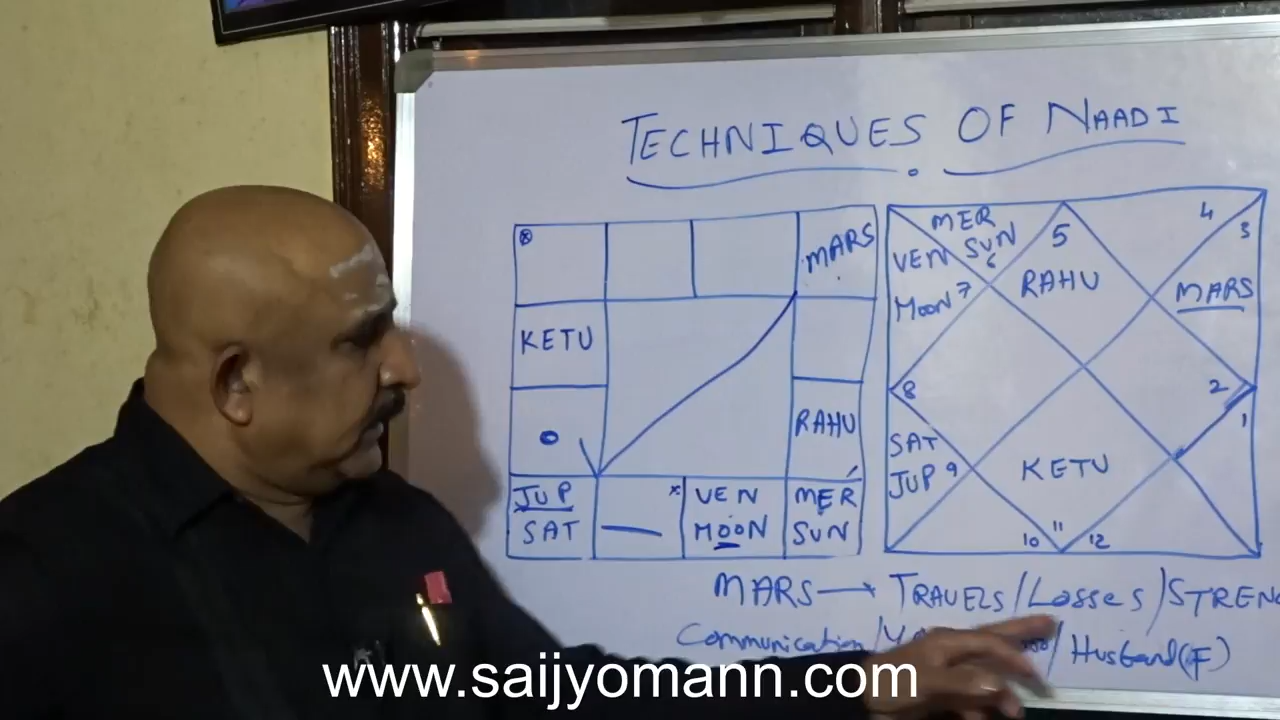 TECHNIQUES OF NAADI
MARS
KETU
RAHU
JUP
SAT
VEN
MOON
MER
SUN
MER
SUN
6
VEN
MOON 7
5
RAHU
4
3
MARS
8
2
1
SAT
JUP 9
KETU
10
11
12
MARS → TRAVELS/Losses/STREN
Communication/
Husband(F)
www.saijyomann.com